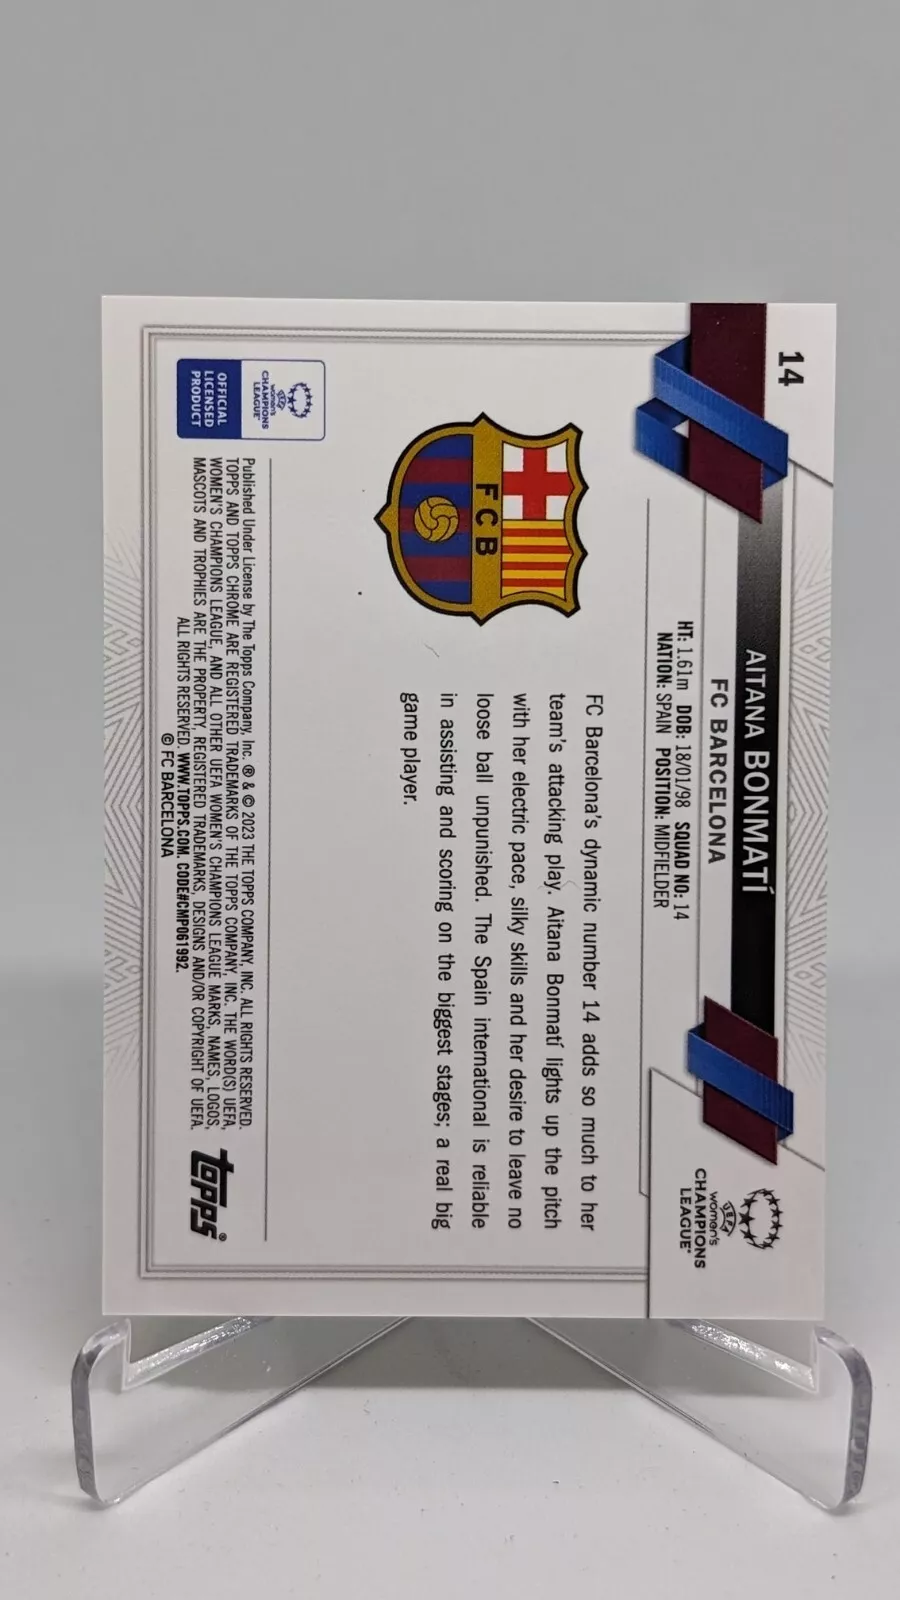 14
AITANA BONMATÍ
FC BARCELONA
HT: 1.61m DOB: 18/01/98 SQUAD NO: 14
NATION: SPAIN POSITION: MIDFIELDER
UEFA
women's
CHAMPIONS
LEAGUE
FCB
FC Barcelona's dynamic number 14 adds so much to her
team's attacking play. Aitana Bonmatí lights up the pitch
with her electric pace, silky skills and her desire to leave no
loose ball unpunished. The Spain international is reliable
in assisting and scoring on the biggest stages; a real big
game player.
UEFA
women's
CHAMPIONS
LEAGUE
OFFICIAL
LICENSED
PRODUCT
Published Under License by The Topps Company, Inc. ® & © 2023 THE TOPPS COMPANY, INC. ALL RIGHTS RESERVED.
TOPPS AND TOPPS CHROME ARE REGISTERED TRADEMARKS OF THE TOPPS COMPANY, INC. THE WORD(S) UEFA,
WOMEN'S CHAMPIONS LEAGUE, AND ALL OTHER UEFA WOMEN'S CHAMPIONS LEAGUE MARKS, NAMES, LOGOS,
MASCOTS AND TROPHIES ARE THE PROPERTY, REGISTERED TRADEMARKS, DESIGNS AND/OR COPYRIGHT OF UEFA.
ALL RIGHTS RESERVED. WWW.TOPPS.COM. CODE#CMP061992.
© FC BARCELONA
topps®